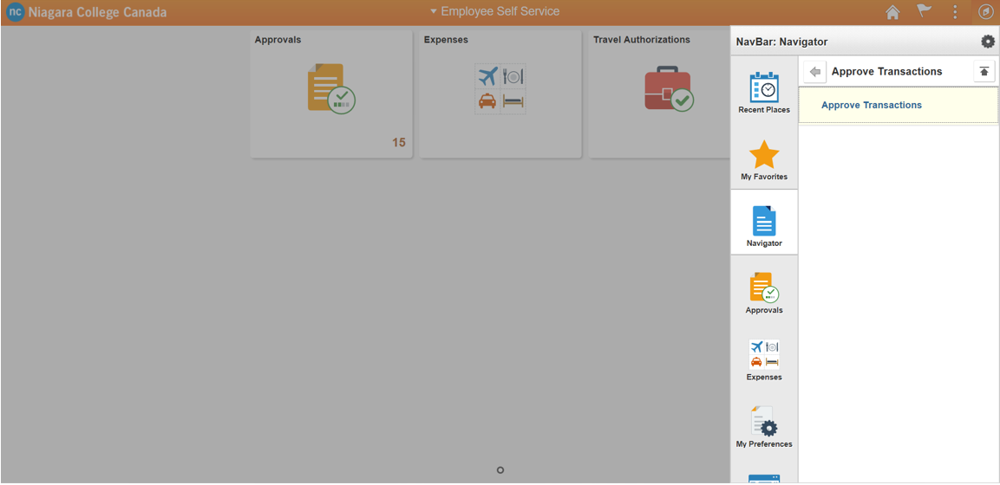 nc Niagara College Canada
Employee Self Service
Approvals
15
Expenses
Travel Authorizations
NavBar: Navigator
Recent Places
My Favorites
Navigator
Approvals
Expenses
My Preferences
Approve Transactions
Approve Transactions